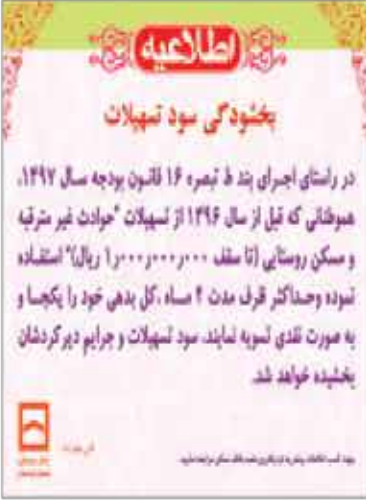 اطلاعیه
بخشودگی سود تسهیلات
در راستای اجرای بند ط تبصره ۱۶ قانون بودجه سال ۱۳۹۷،
هموطنانی که قبل از سال ۱۳۹۶ از تسهیلات "حوادث غیر مترقبه
و مسکن روستایی (تا سقف ۱٫۰۰۰٫۰۰۰٫۰۰۰ ریال)" استفاده
نموده وحداکثر ظرف مدت ۴ ماه ،کل بدهی خود را یکجا و
به صورت نقدی تسویه نمایند، سود تسهیلات و جرایم دیرکردشان
بخشیده خواهد شد.